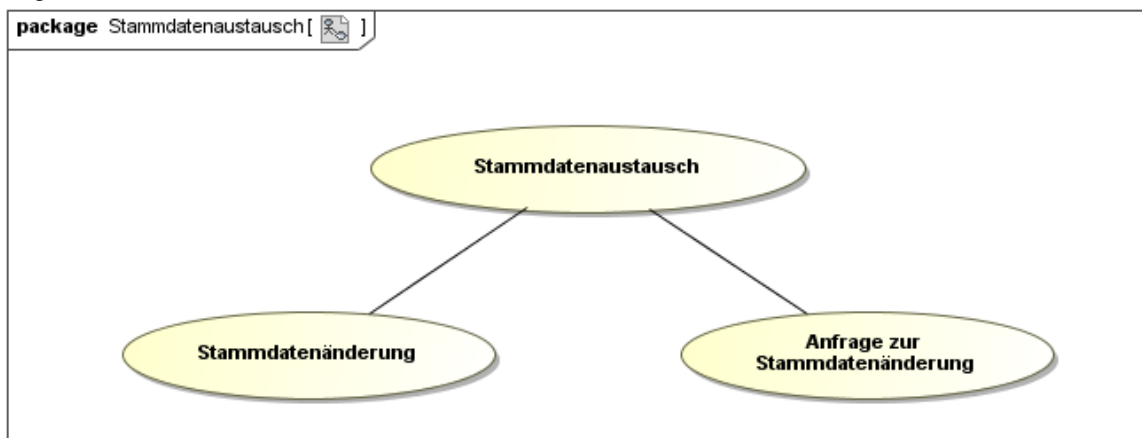 package Stammdatenaustausch [ ]
Stammdatenaustausch
Stammdatenänderung
Anfrage zur
Stammdatenänderung